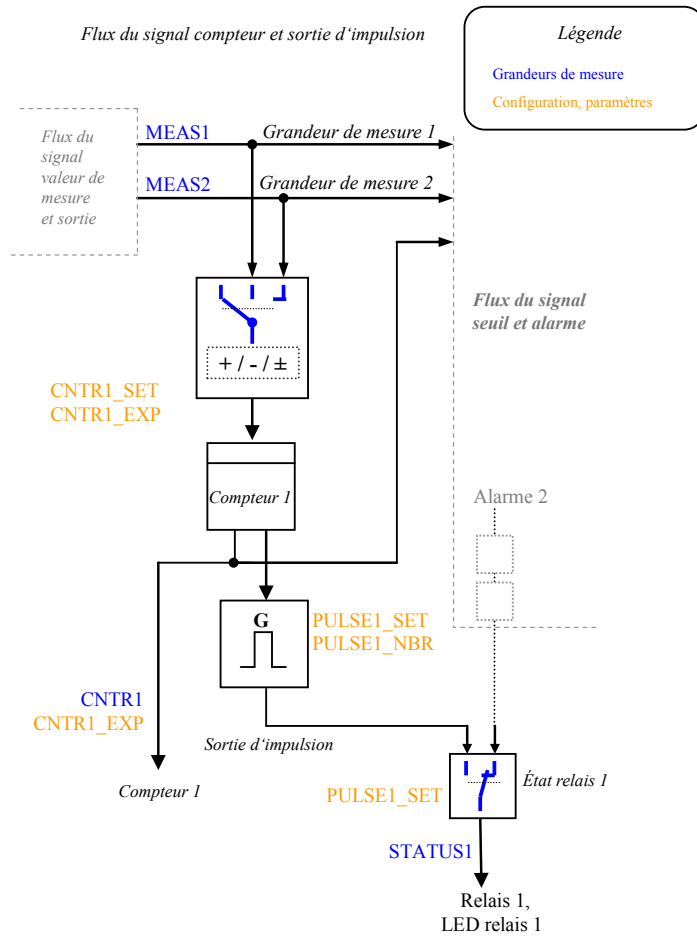 Flux du signal compteur et sortie d‘impulsion
Légende
Grandeurs de mesure
Configuration, paramètres
Flux du
signal
valeur de
mesure
et sortie
MEAS1
Grandeur de mesure 1
MEAS2
Grandeur de mesure 2
Flux du signal
seuil et alarme
+ / - / ±
CNTR1_SET
CNTR1_EXP
Compteur 1
Alarme 2
G
PULSE1_SET
PULSE1_NBR
CNTR1
CNTR1_EXP
Sortie d‘impulsion
Compteur 1
PULSE1_SET
État relais 1
STATUS1
Relais 1,
LED relais 1